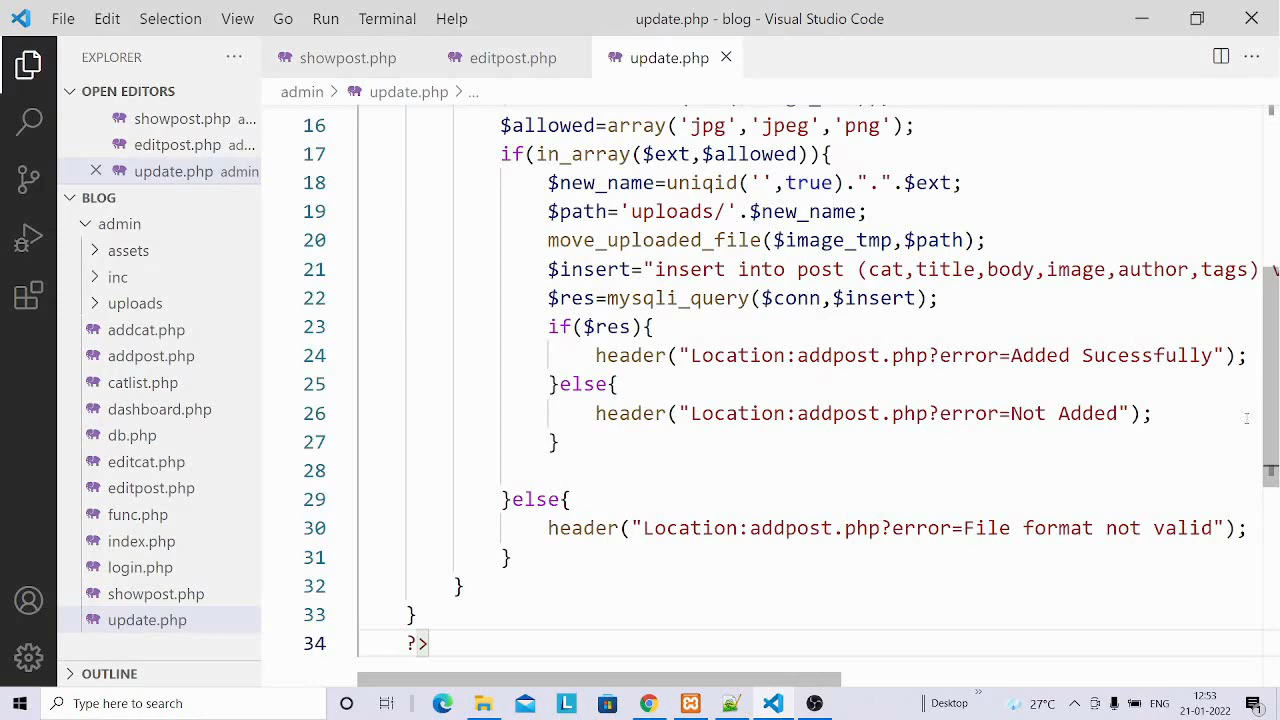 File Edit Selection View Go Run Terminal Help update.php - blog - Visual Studio Code
EXPLORER ... showpost.php editpost.php update.php
OPEN EDITORS
admin > update.php > ...
showpost.php a...
editpost.php ad...
update.php admin
BLOG
admin
assets
inc
uploads
addcat.php
addpost.php
catlist.php
dashboard.php
db.php
editcat.php
editpost.php
func.php
index.php
login.php
showpost.php
update.php
OUTLINE
16 $allowed=array('jpg','jpeg','png');
17 if(in_array($ext,$allowed)){
18 $new_name=uniqid('',true).".".$ext;
19 $path='uploads/'.$new_name;
20 move_uploaded_file($image_tmp,$path);
21 $insert="insert into post (cat,title,body,image,author,tags)
22 $res=mysqli_query($conn,$insert);
23 if($res){
24 header("Location:addpost.php?error=Added Sucessfully");
25 }else{
26 header("Location:addpost.php?error=Not Added");
27 }
28
29 }else{
30 header("Location:addpost.php?error=File format not valid");
31 }
32 }
33 }
34 ?>
Type here to search
Desktop
27°C
12:53
21-01-2022